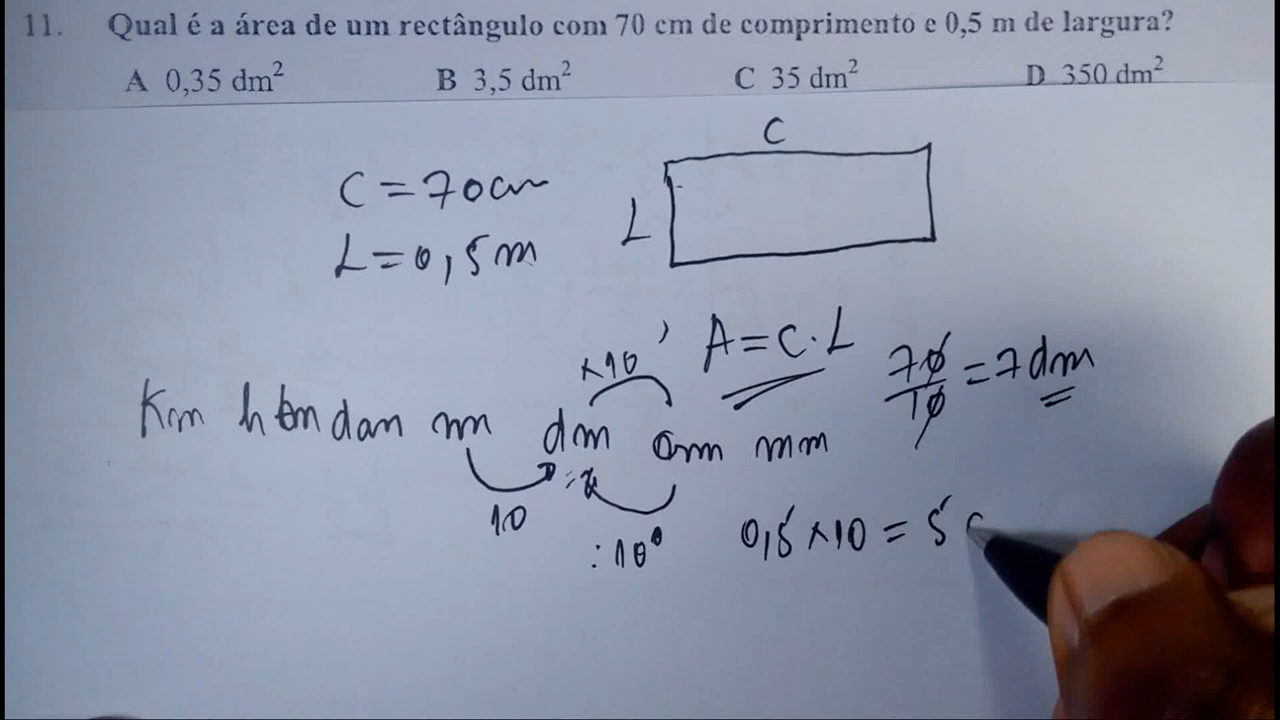 11. Qual é a área de um rectângulo com 70 cm de comprimento e 0,5 m de largura?
A 0,35 dm² B 3,5 dm² C 35 dm² D 350 dm²
C
C = 70cm
L
L = 0,5m
×10
A = C · L
70/10 = 7dm
Km hm dam m dm cm mm
10
:10
0,5 × 10 = 5